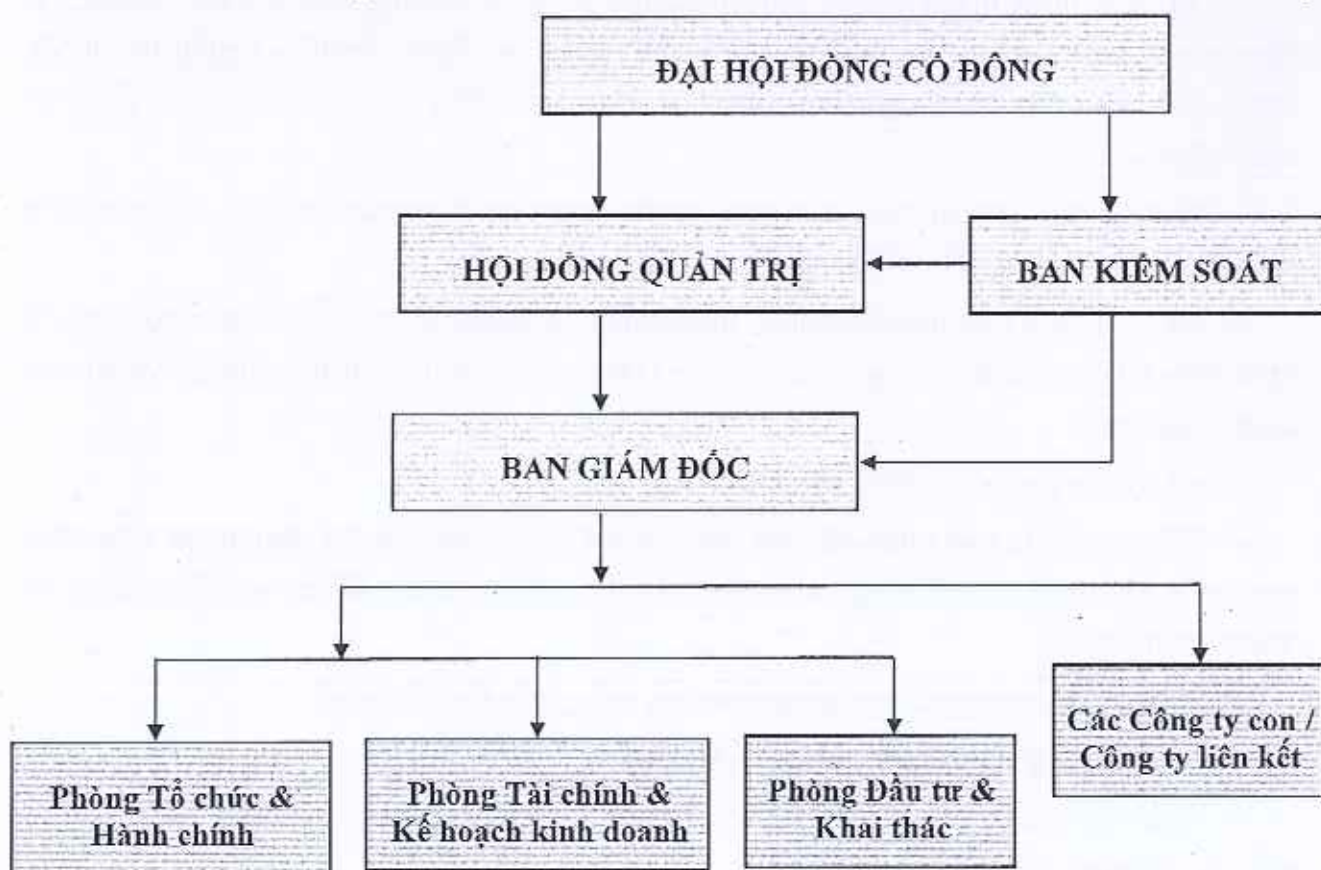 ĐẠI HỘI ĐỒNG CỔ ĐÔNG
HỘI ĐỒNG QUẢN TRỊ
BAN KIỂM SOÁT
BAN GIÁM ĐỐC
Các Công ty con /
Công ty liên kết
Phòng Tổ chức &
Hành chính
Phòng Tài chính &
Kế hoạch kinh doanh
Phòng Đầu tư &
Khai thác